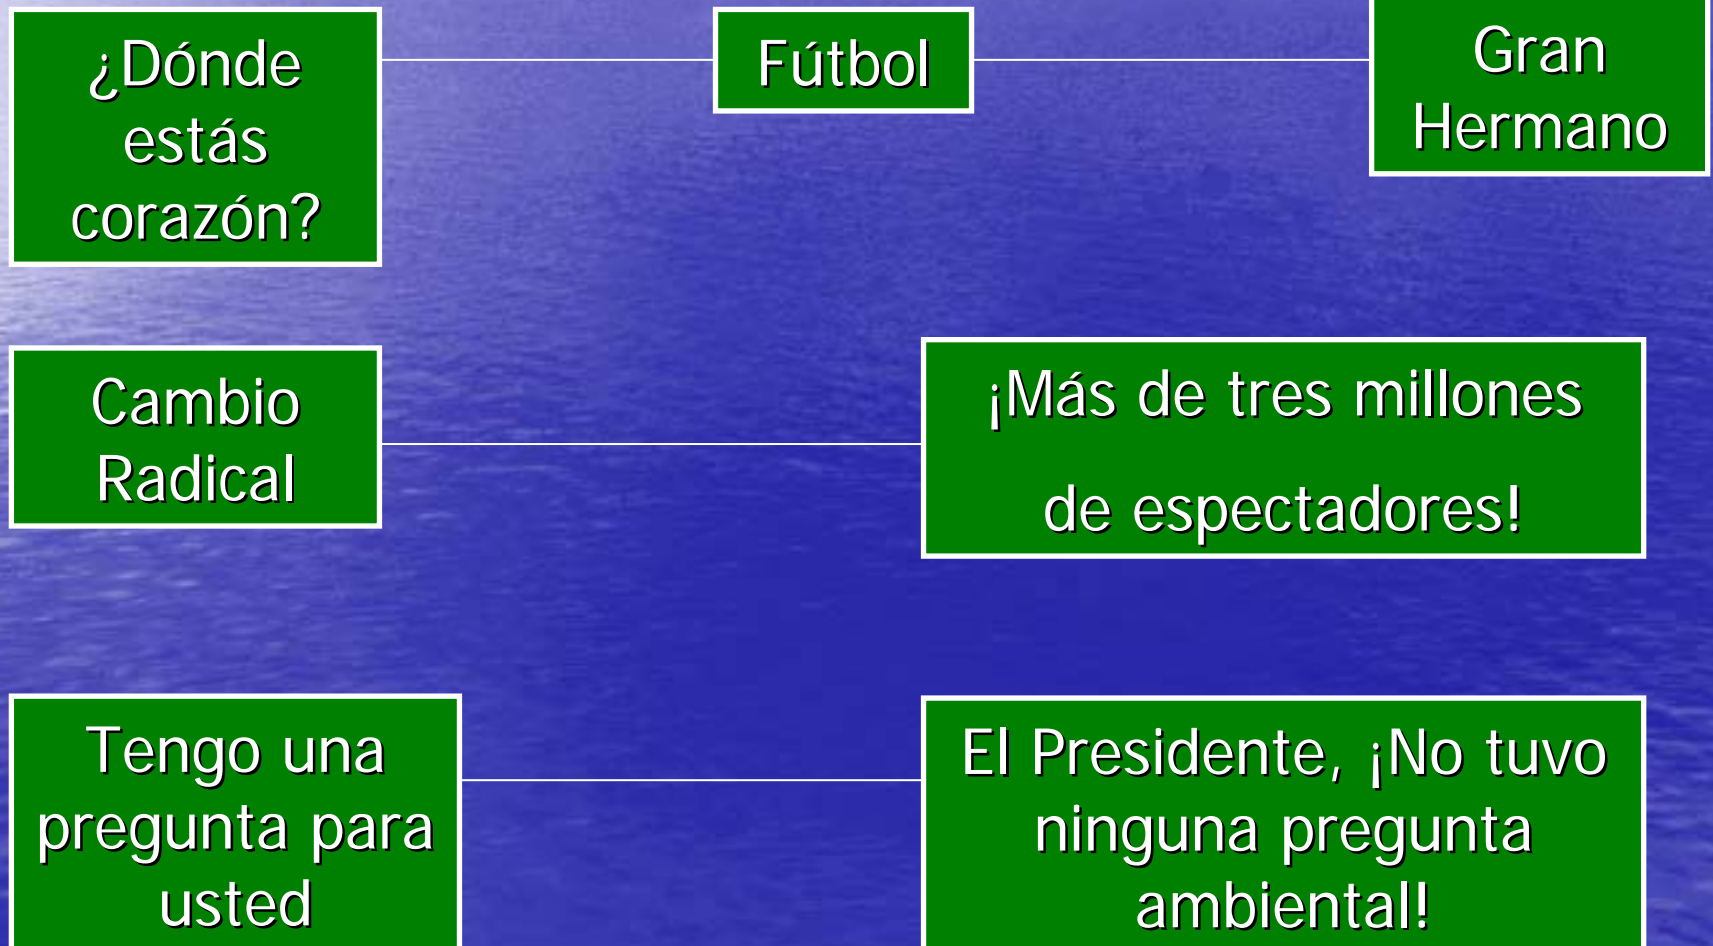 ¿Dónde
estás
corazón?
Fútbol
Gran
Hermano
Cambio
Radical
¡Más de tres millones
de espectadores!
Tengo una
pregunta para
usted
El Presidente, ¡No tuvo
ninguna pregunta
ambiental!